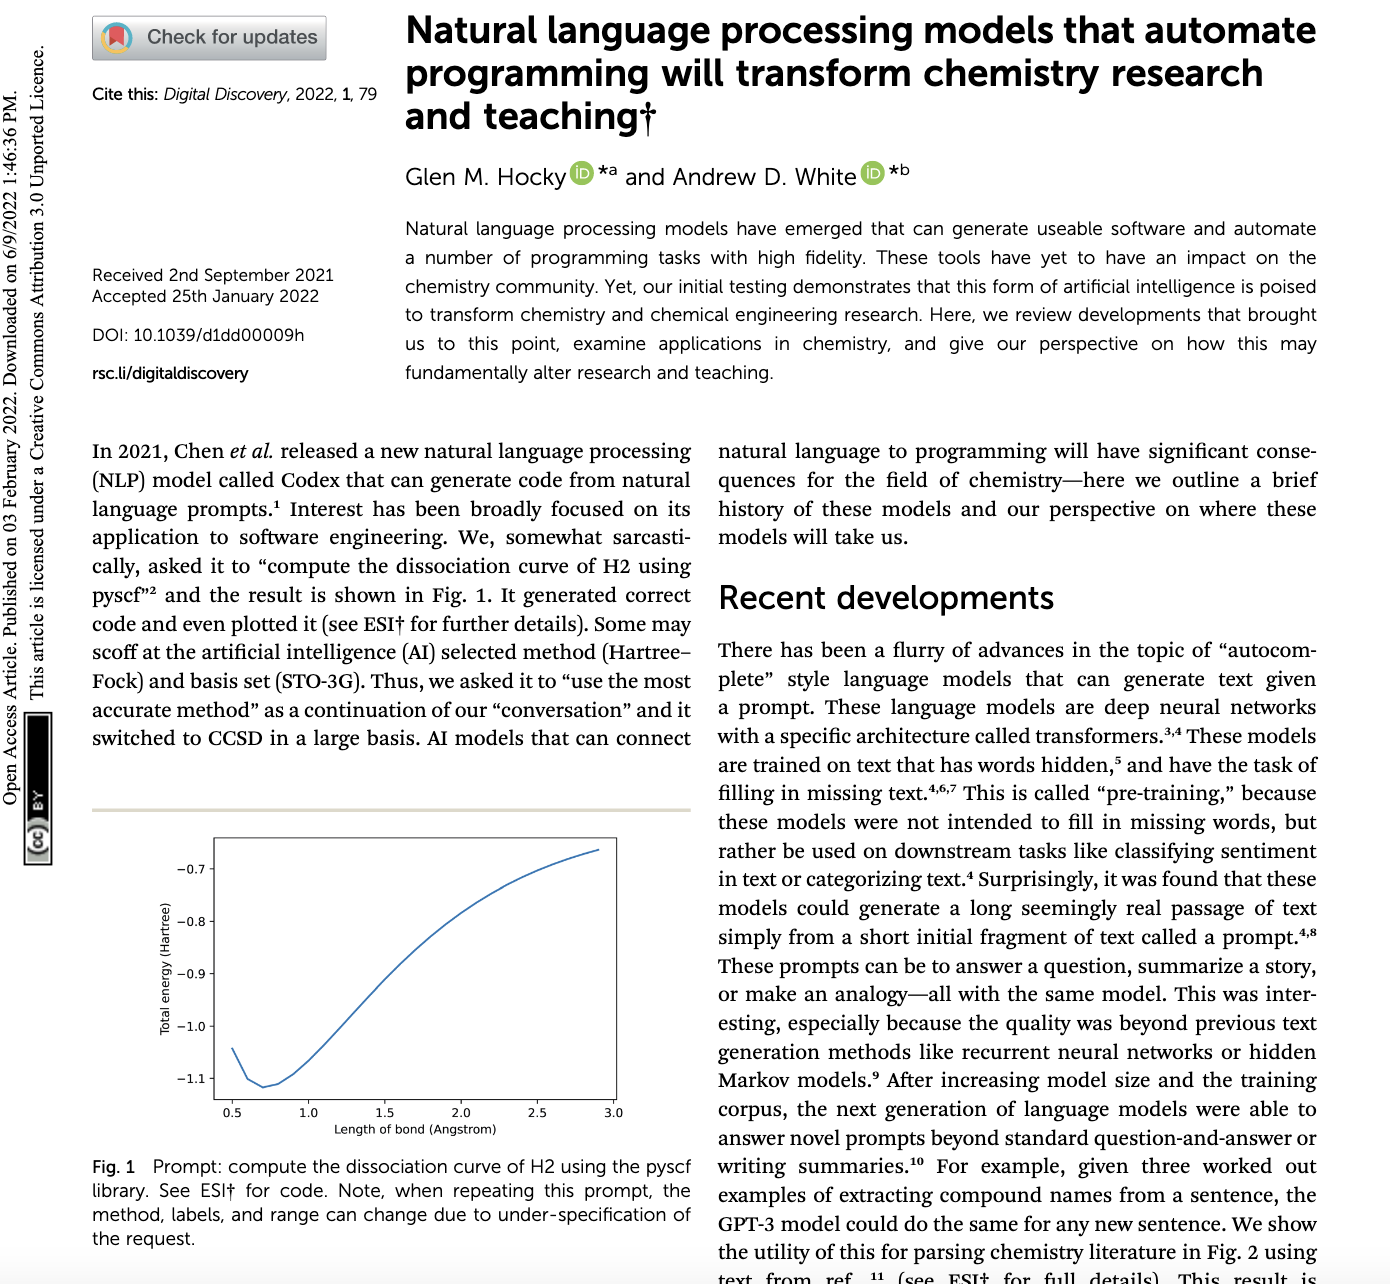 Open Access Article. Published on 03 February 2022. Downloaded on 6/9/2022 1:46:36 PM.
This article is licensed under a Creative Commons Attribution 3.0 Unported Licence.
(cc) BY
Check for updates
Cite this: Digital Discovery, 2022, 1, 79
Natural language processing models that automate
programming will transform chemistry research
and teaching†
Glen M. Hocky iD *a and Andrew D. White iD *b
Received 2nd September 2021
Accepted 25th January 2022
DOI: 10.1039/d1dd00009h
rsc.li/digitaldiscovery
Natural language processing models have emerged that can generate useable software and automate
a number of programming tasks with high fidelity. These tools have yet to have an impact on the
chemistry community. Yet, our initial testing demonstrates that this form of artificial intelligence is poised
to transform chemistry and chemical engineering research. Here, we review developments that brought
us to this point, examine applications in chemistry, and give our perspective on how this may
fundamentally alter research and teaching.
In 2021, Chen et al. released a new natural language processing
(NLP) model called Codex that can generate code from natural
language prompts.¹ Interest has been broadly focused on its
application to software engineering. We, somewhat sarcasti-
cally, asked it to “compute the dissociation curve of H2 using
pyscf”² and the result is shown in Fig. 1. It generated correct
code and even plotted it (see ESI† for further details). Some may
scoff at the artificial intelligence (AI) selected method (Hartree–
Fock) and basis set (STO-3G). Thus, we asked it to “use the most
accurate method” as a continuation of our “conversation” and it
switched to CCSD in a large basis. AI models that can connect
−0.7
−0.8
−0.9
−1.0
−1.1
Total energy (Hartree)
0.5 1.0 1.5 2.0 2.5 3.0
Length of bond (Angstrom)
Fig. 1 Prompt: compute the dissociation curve of H2 using the pyscf
library. See ESI† for code. Note, when repeating this prompt, the
method, labels, and range can change due to under-specification of
the request.
natural language to programming will have significant conse-
quences for the field of chemistry—here we outline a brief
history of these models and our perspective on where these
models will take us.
Recent developments
There has been a flurry of advances in the topic of “autocom-
plete” style language models that can generate text given
a prompt. These language models are deep neural networks
with a specific architecture called transformers.³,⁴ These models
are trained on text that has words hidden,⁵ and have the task of
filling in missing text.⁴,⁶,⁷ This is called “pre-training,” because
these models were not intended to fill in missing words, but
rather be used on downstream tasks like classifying sentiment
in text or categorizing text.⁴ Surprisingly, it was found that these
models could generate a long seemingly real passage of text
simply from a short initial fragment of text called a prompt.⁴,⁸
These prompts can be to answer a question, summarize a story,
or make an analogy—all with the same model. This was inter-
esting, especially because the quality was beyond previous text
generation methods like recurrent neural networks or hidden
Markov models.⁹ After increasing model size and the training
corpus, the next generation of language models were able to
answer novel prompts beyond standard question-and-answer or
writing summaries.¹⁰ For example, given three worked out
examples of extracting compound names from a sentence, the
GPT-3 model could do the same for any new sentence. We show
the utility of this for parsing chemistry literature in Fig. 2 using
text from ref. ¹¹ (see ESI† for full details). This result is